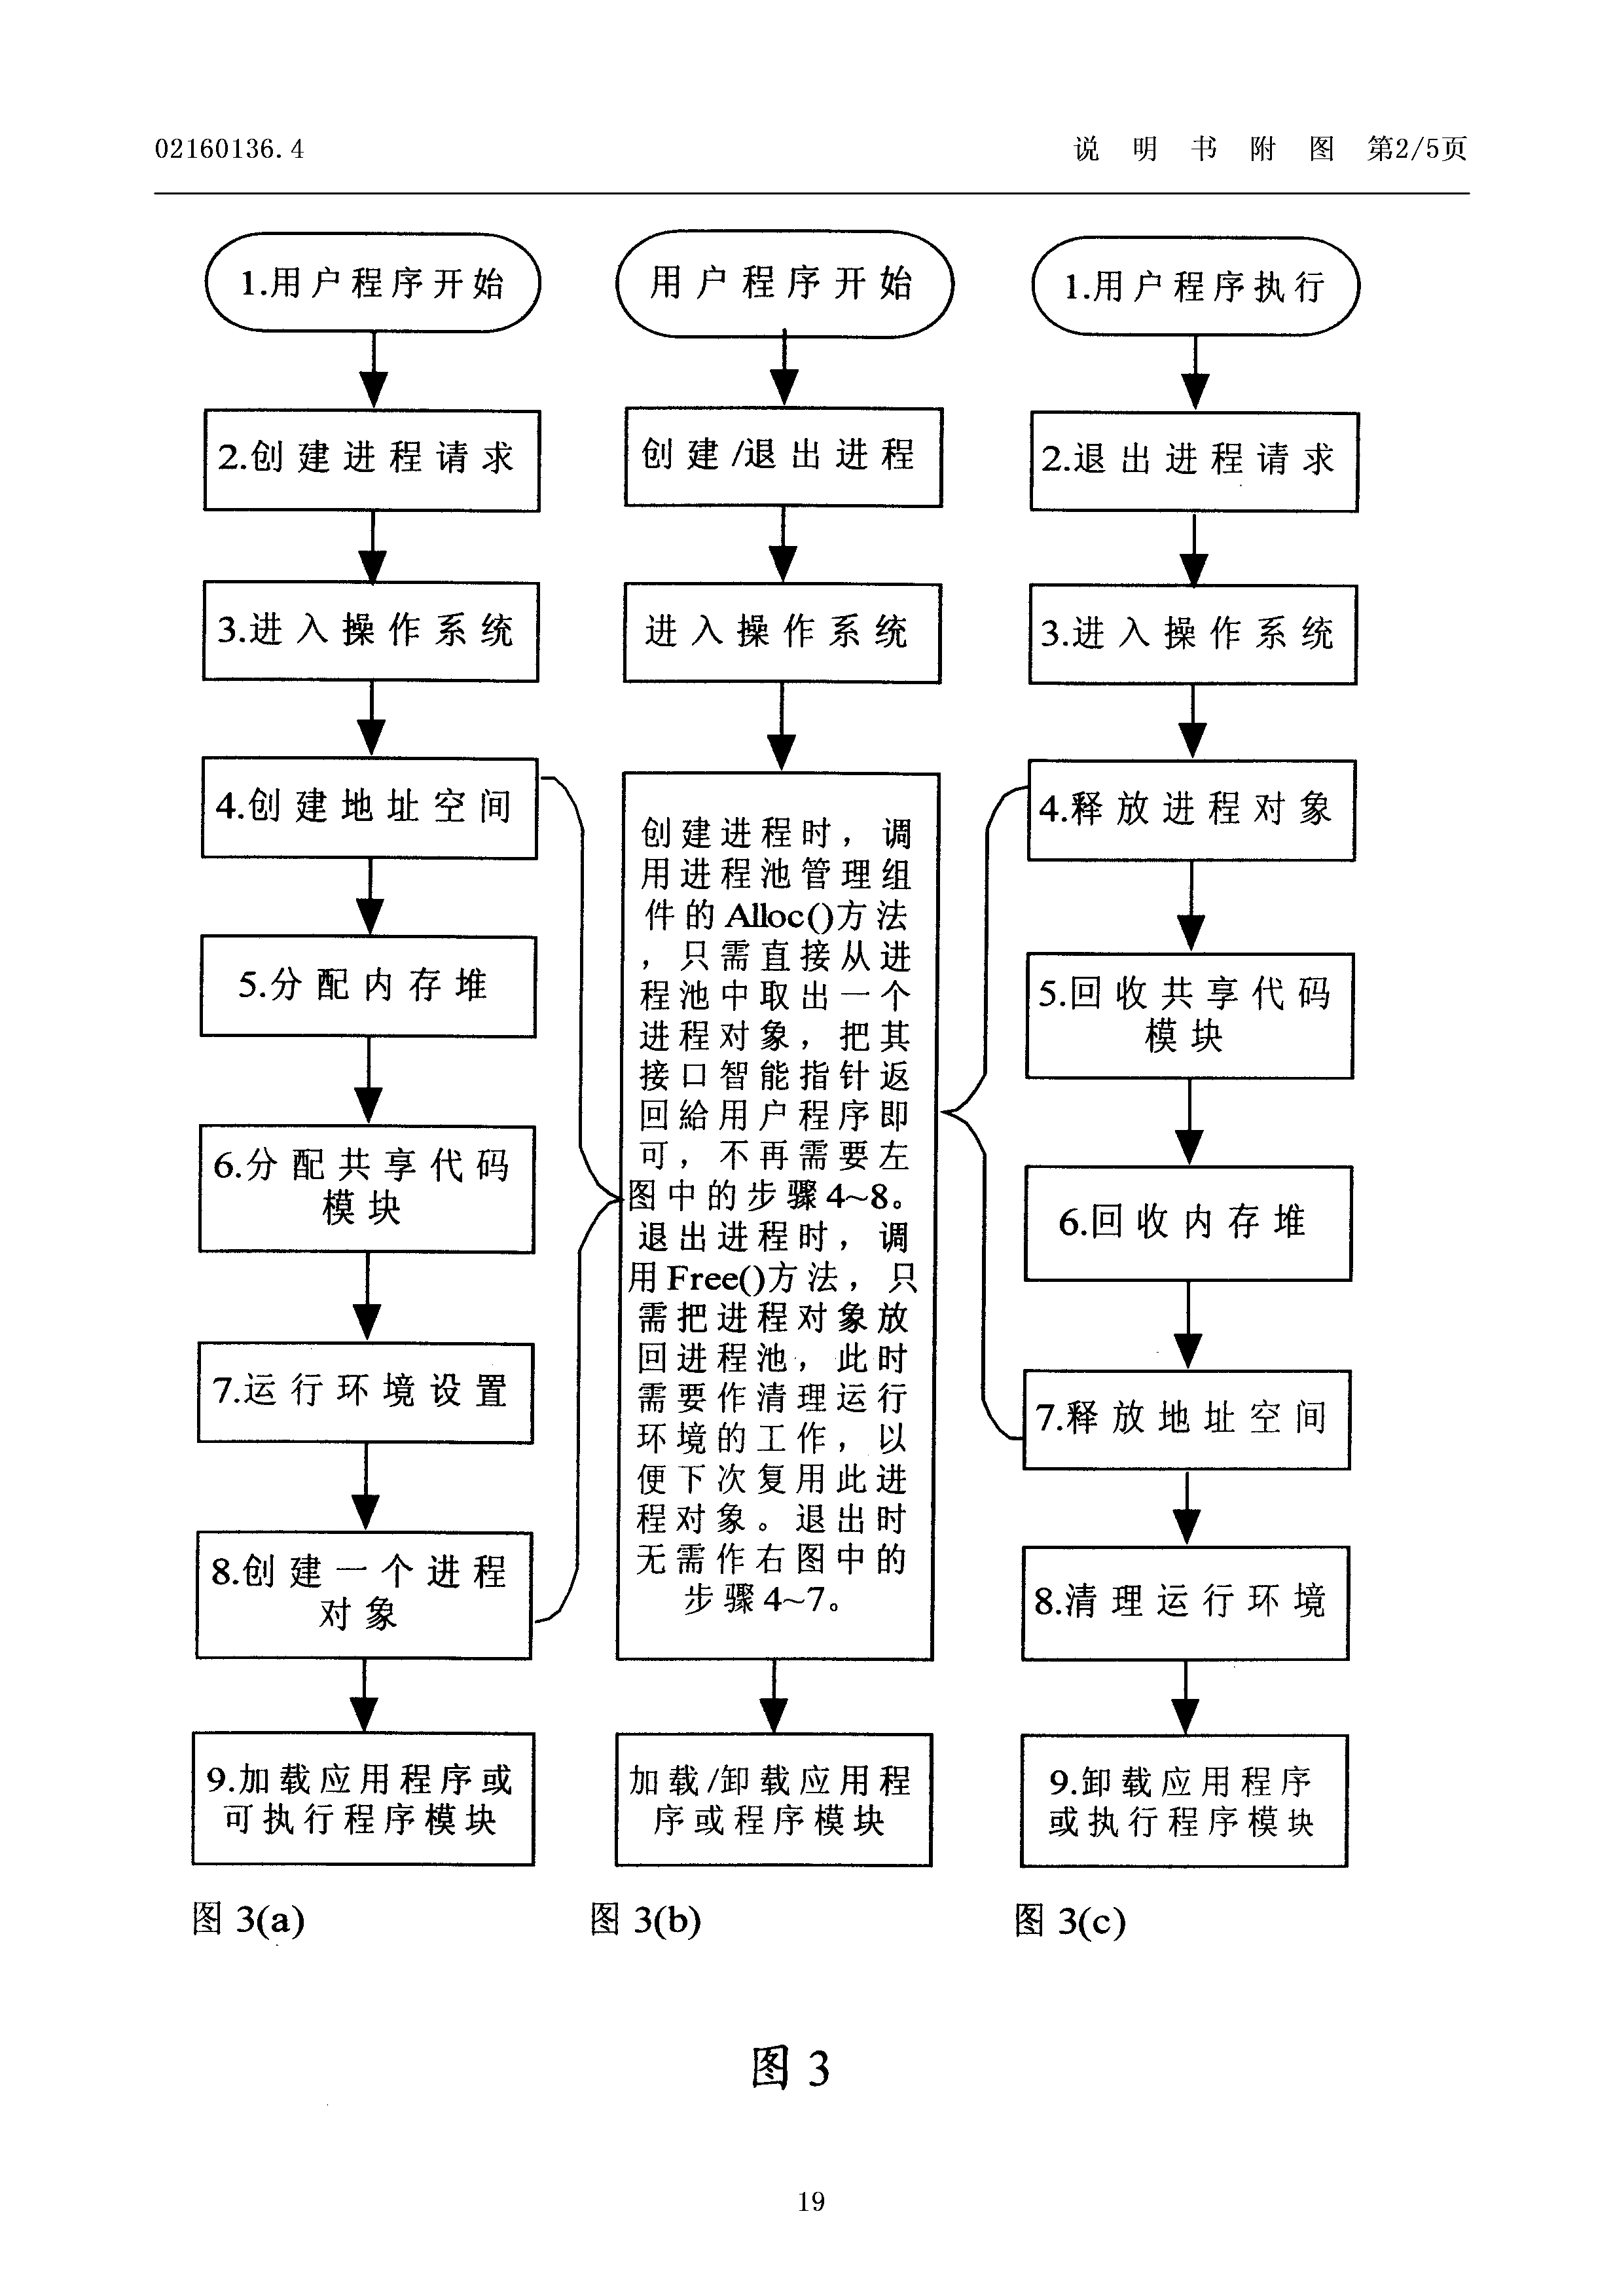 02160136.4
说明书附图 第2/5页
1.用户程序开始
2.创建进程请求
3.进入操作系统
4.创建地址空间
5.分配内存堆
6.分配共享代码
模块
7.运行环境设置
8.创建一个进程
对象
9.加载应用程序或
可执行程序模块
图 3(a)
用户程序开始
创建/退出进程
进入操作系统
创建进程时，调
用进程池管理组
件的Alloc()方法
，只需直接从进
程池中取出一个
进程对象，把其
接口智能指针返
回給用户程序即
可，不再需要左
图中的步骤4~8。
退出进程时，调
用Free()方法，只
需把进程对象放
回进程池，此时
需要作清理运行
环境的工作，以
便下次复用此进
程对象。退出时
无需作右图中的
步骤4~7。
加载/卸载应用程
序或程序模块
图 3(b)
1.用户程序执行
2.退出进程请求
3.进入操作系统
4.释放进程对象
5.回收共享代码
模块
6.回收内存堆
7.释放地址空间
8.清理运行环境
9.卸载应用程序
或执行程序模块
图 3(c)
图 3
19